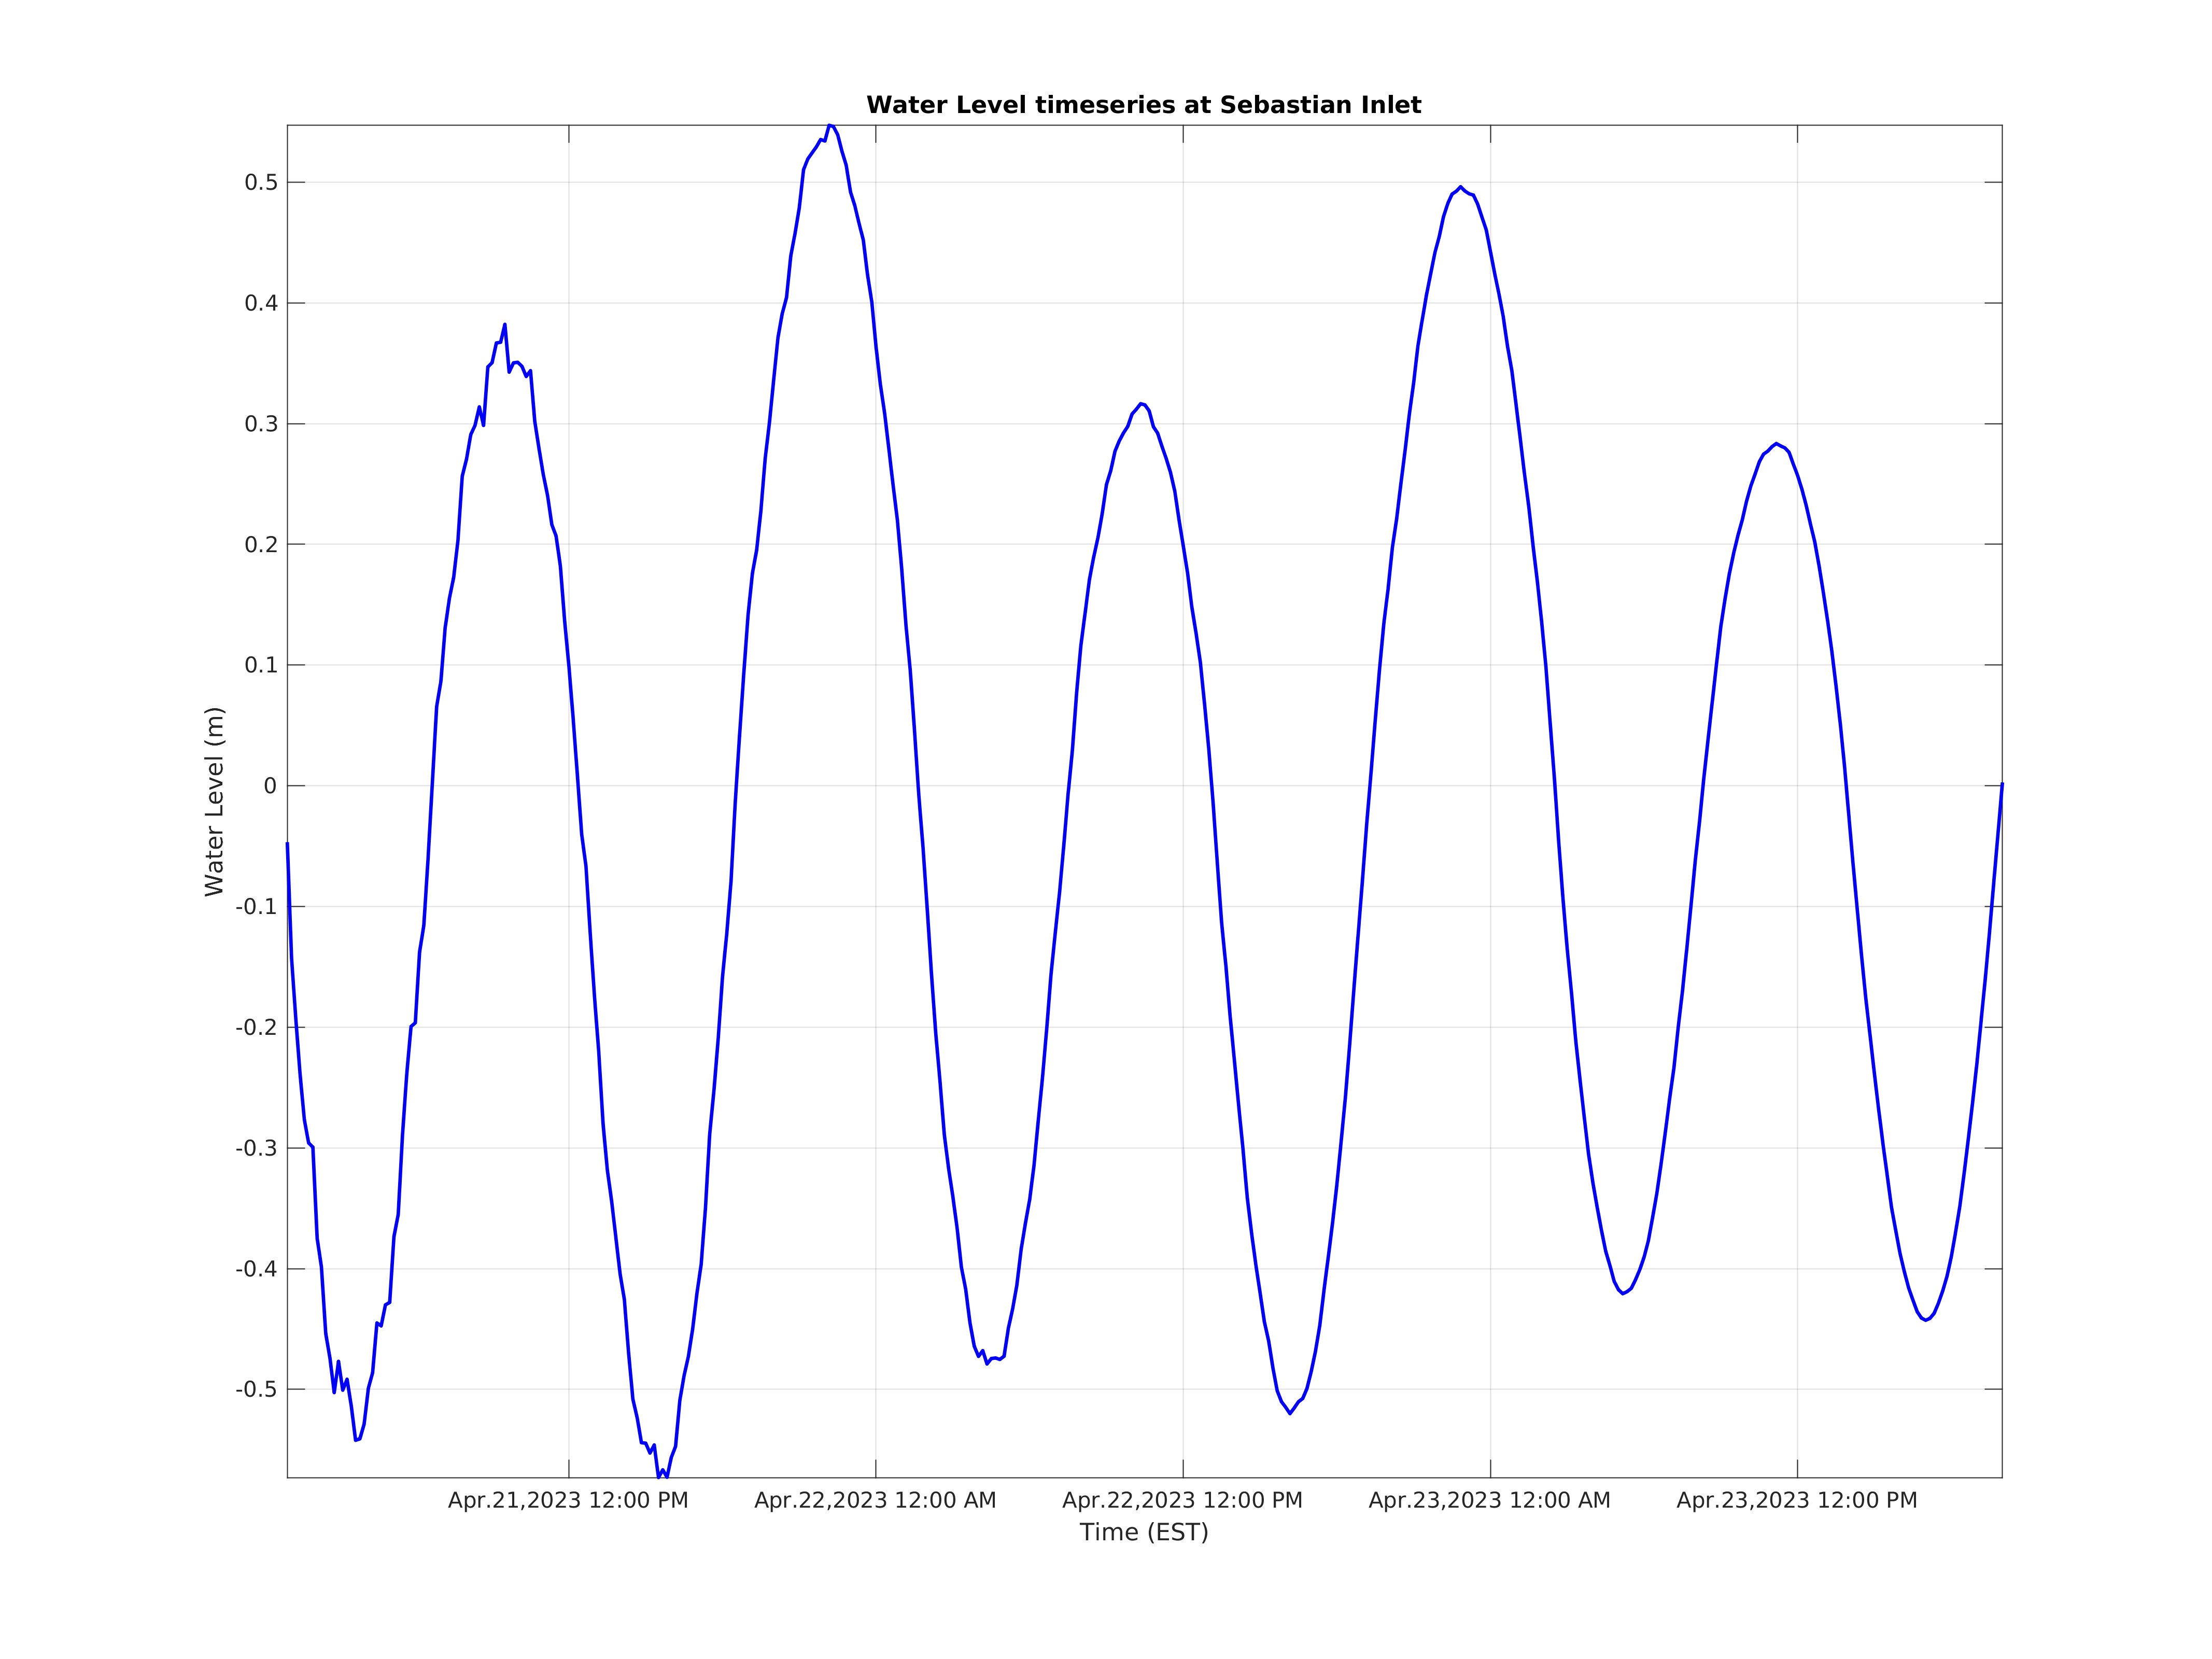 Water Level timeseries at Sebastian Inlet
0.5
0.4
0.3
0.2
0.1
0
-0.1
-0.2
-0.3
-0.4
-0.5
Water Level (m)
Apr.21,2023 12:00 PM
Apr.22,2023 12:00 AM
Apr.22,2023 12:00 PM
Apr.23,2023 12:00 AM
Apr.23,2023 12:00 PM
Time (EST)